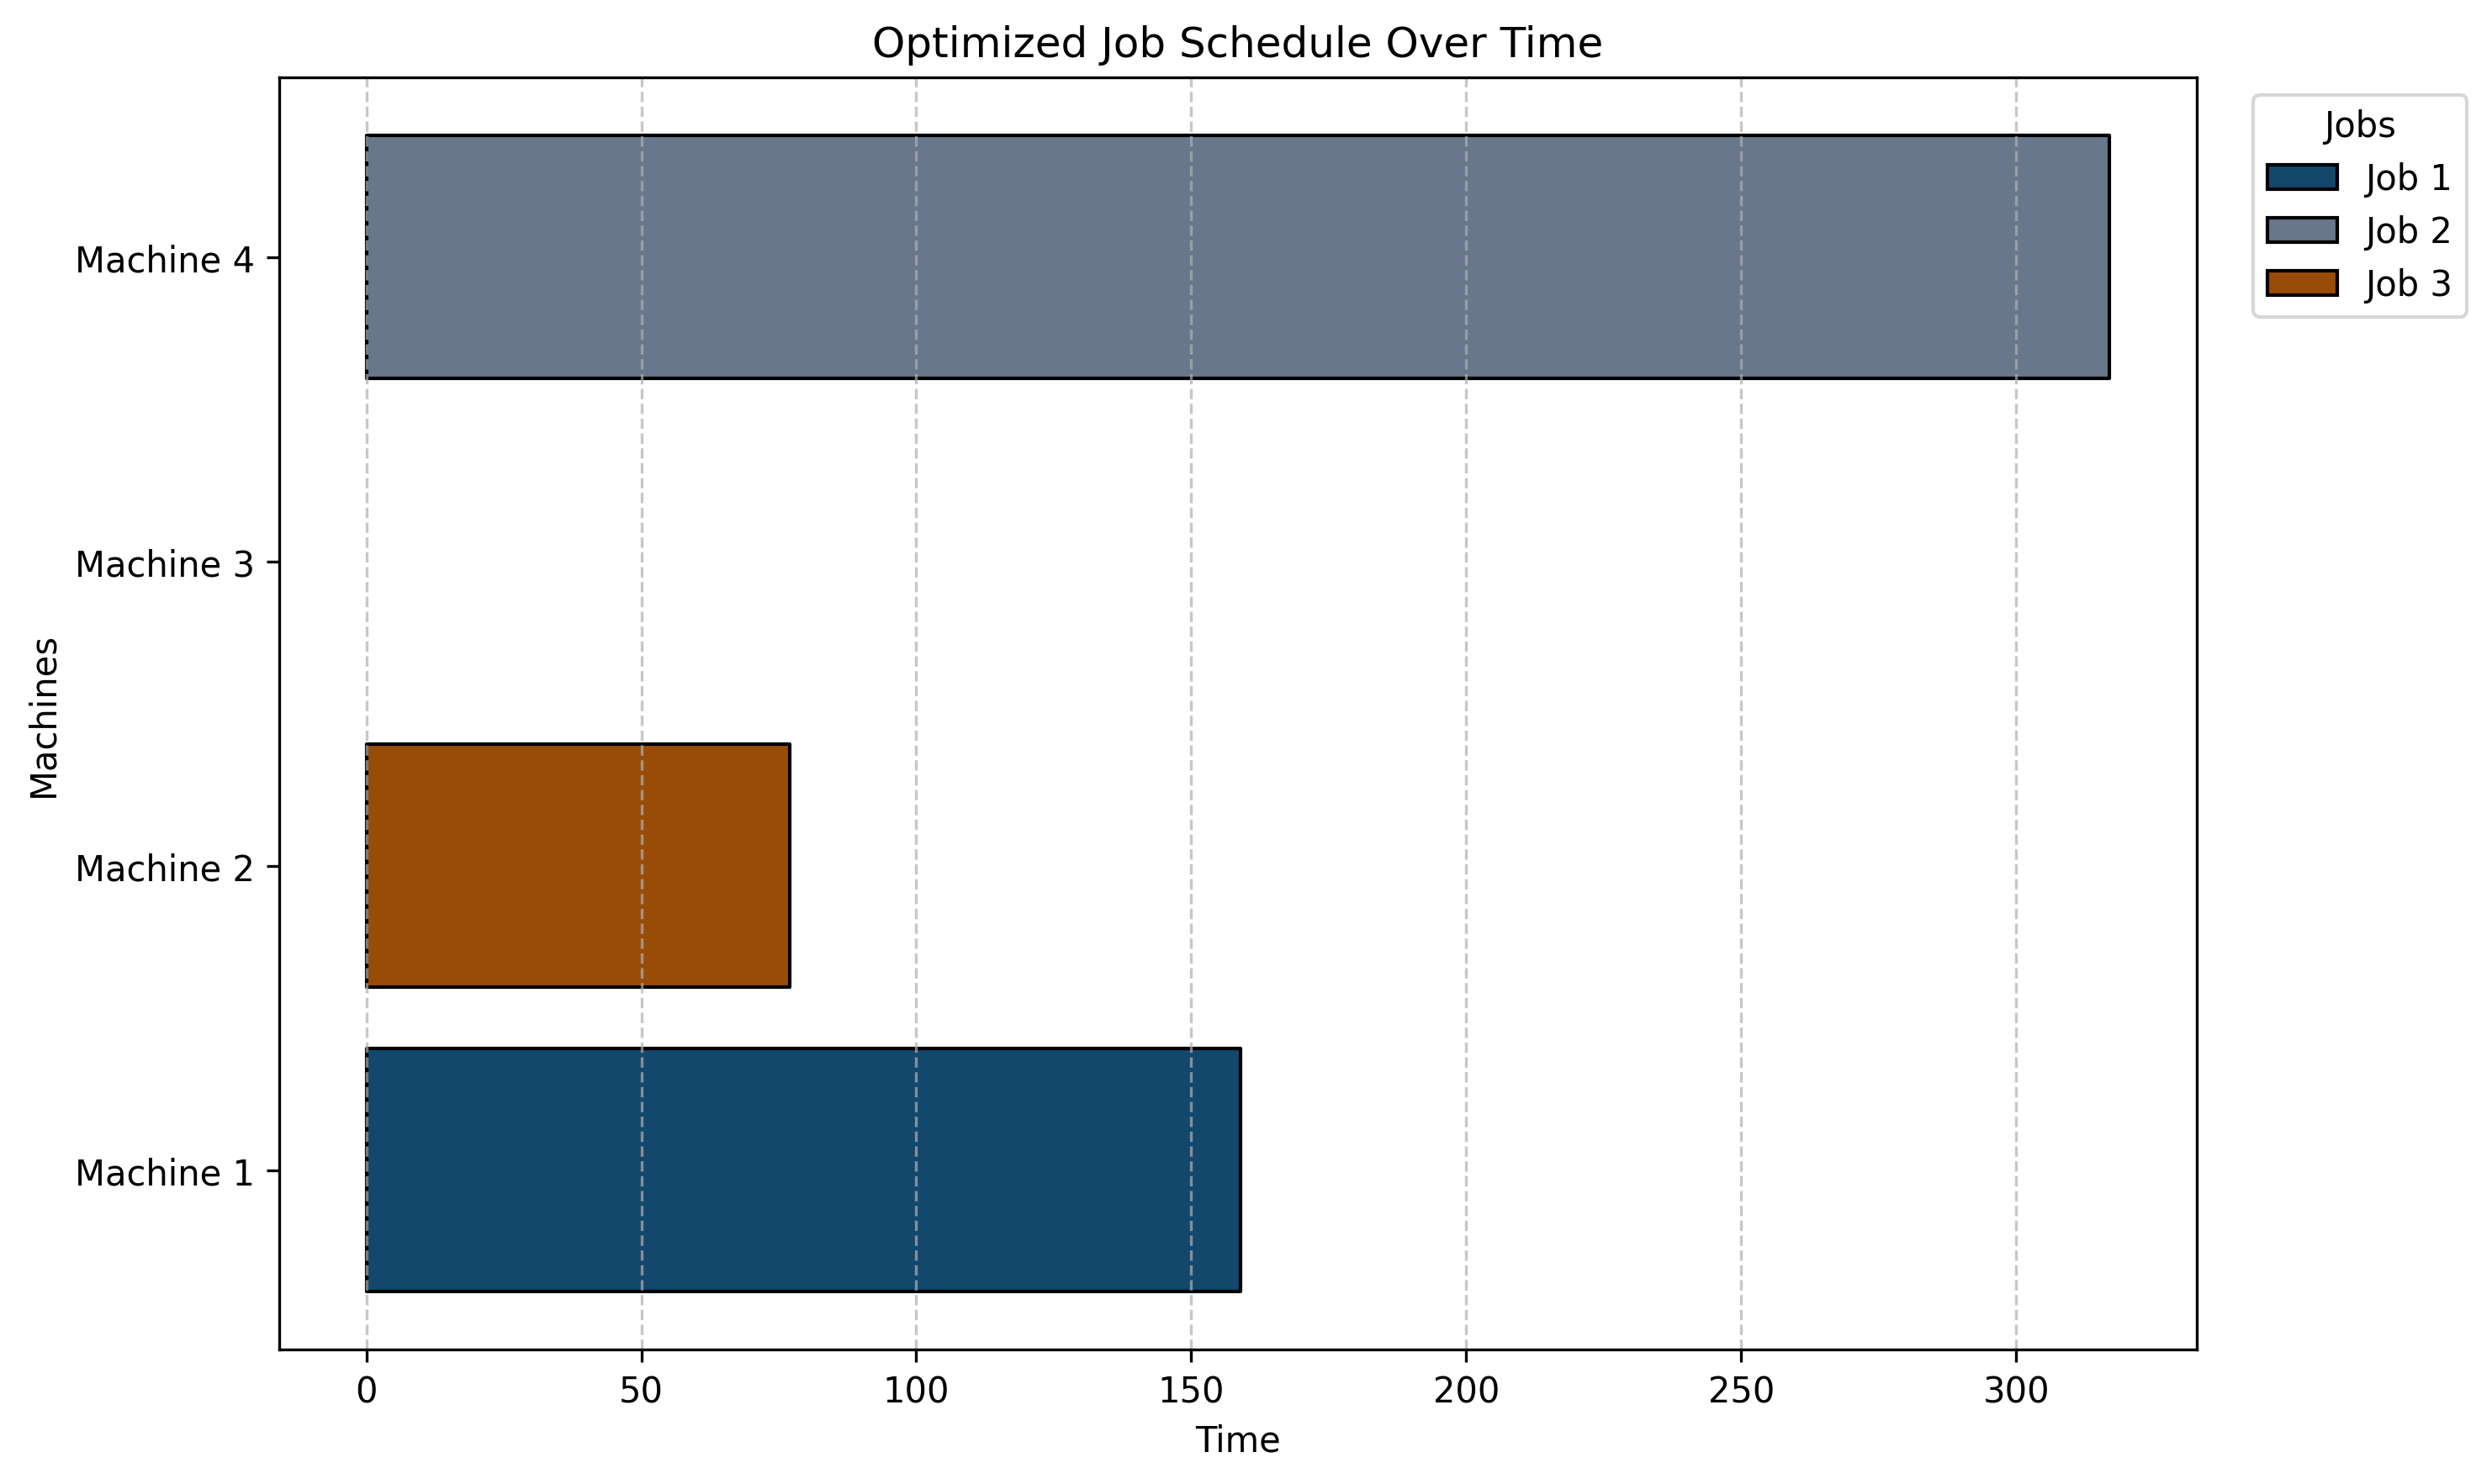 Optimized Job Schedule Over Time
Jobs
Job 1
Job 2
Job 3
Machine 4
Machine 3
Machine 2
Machine 1
Machines
0 50 100 150 200 250 300
Time